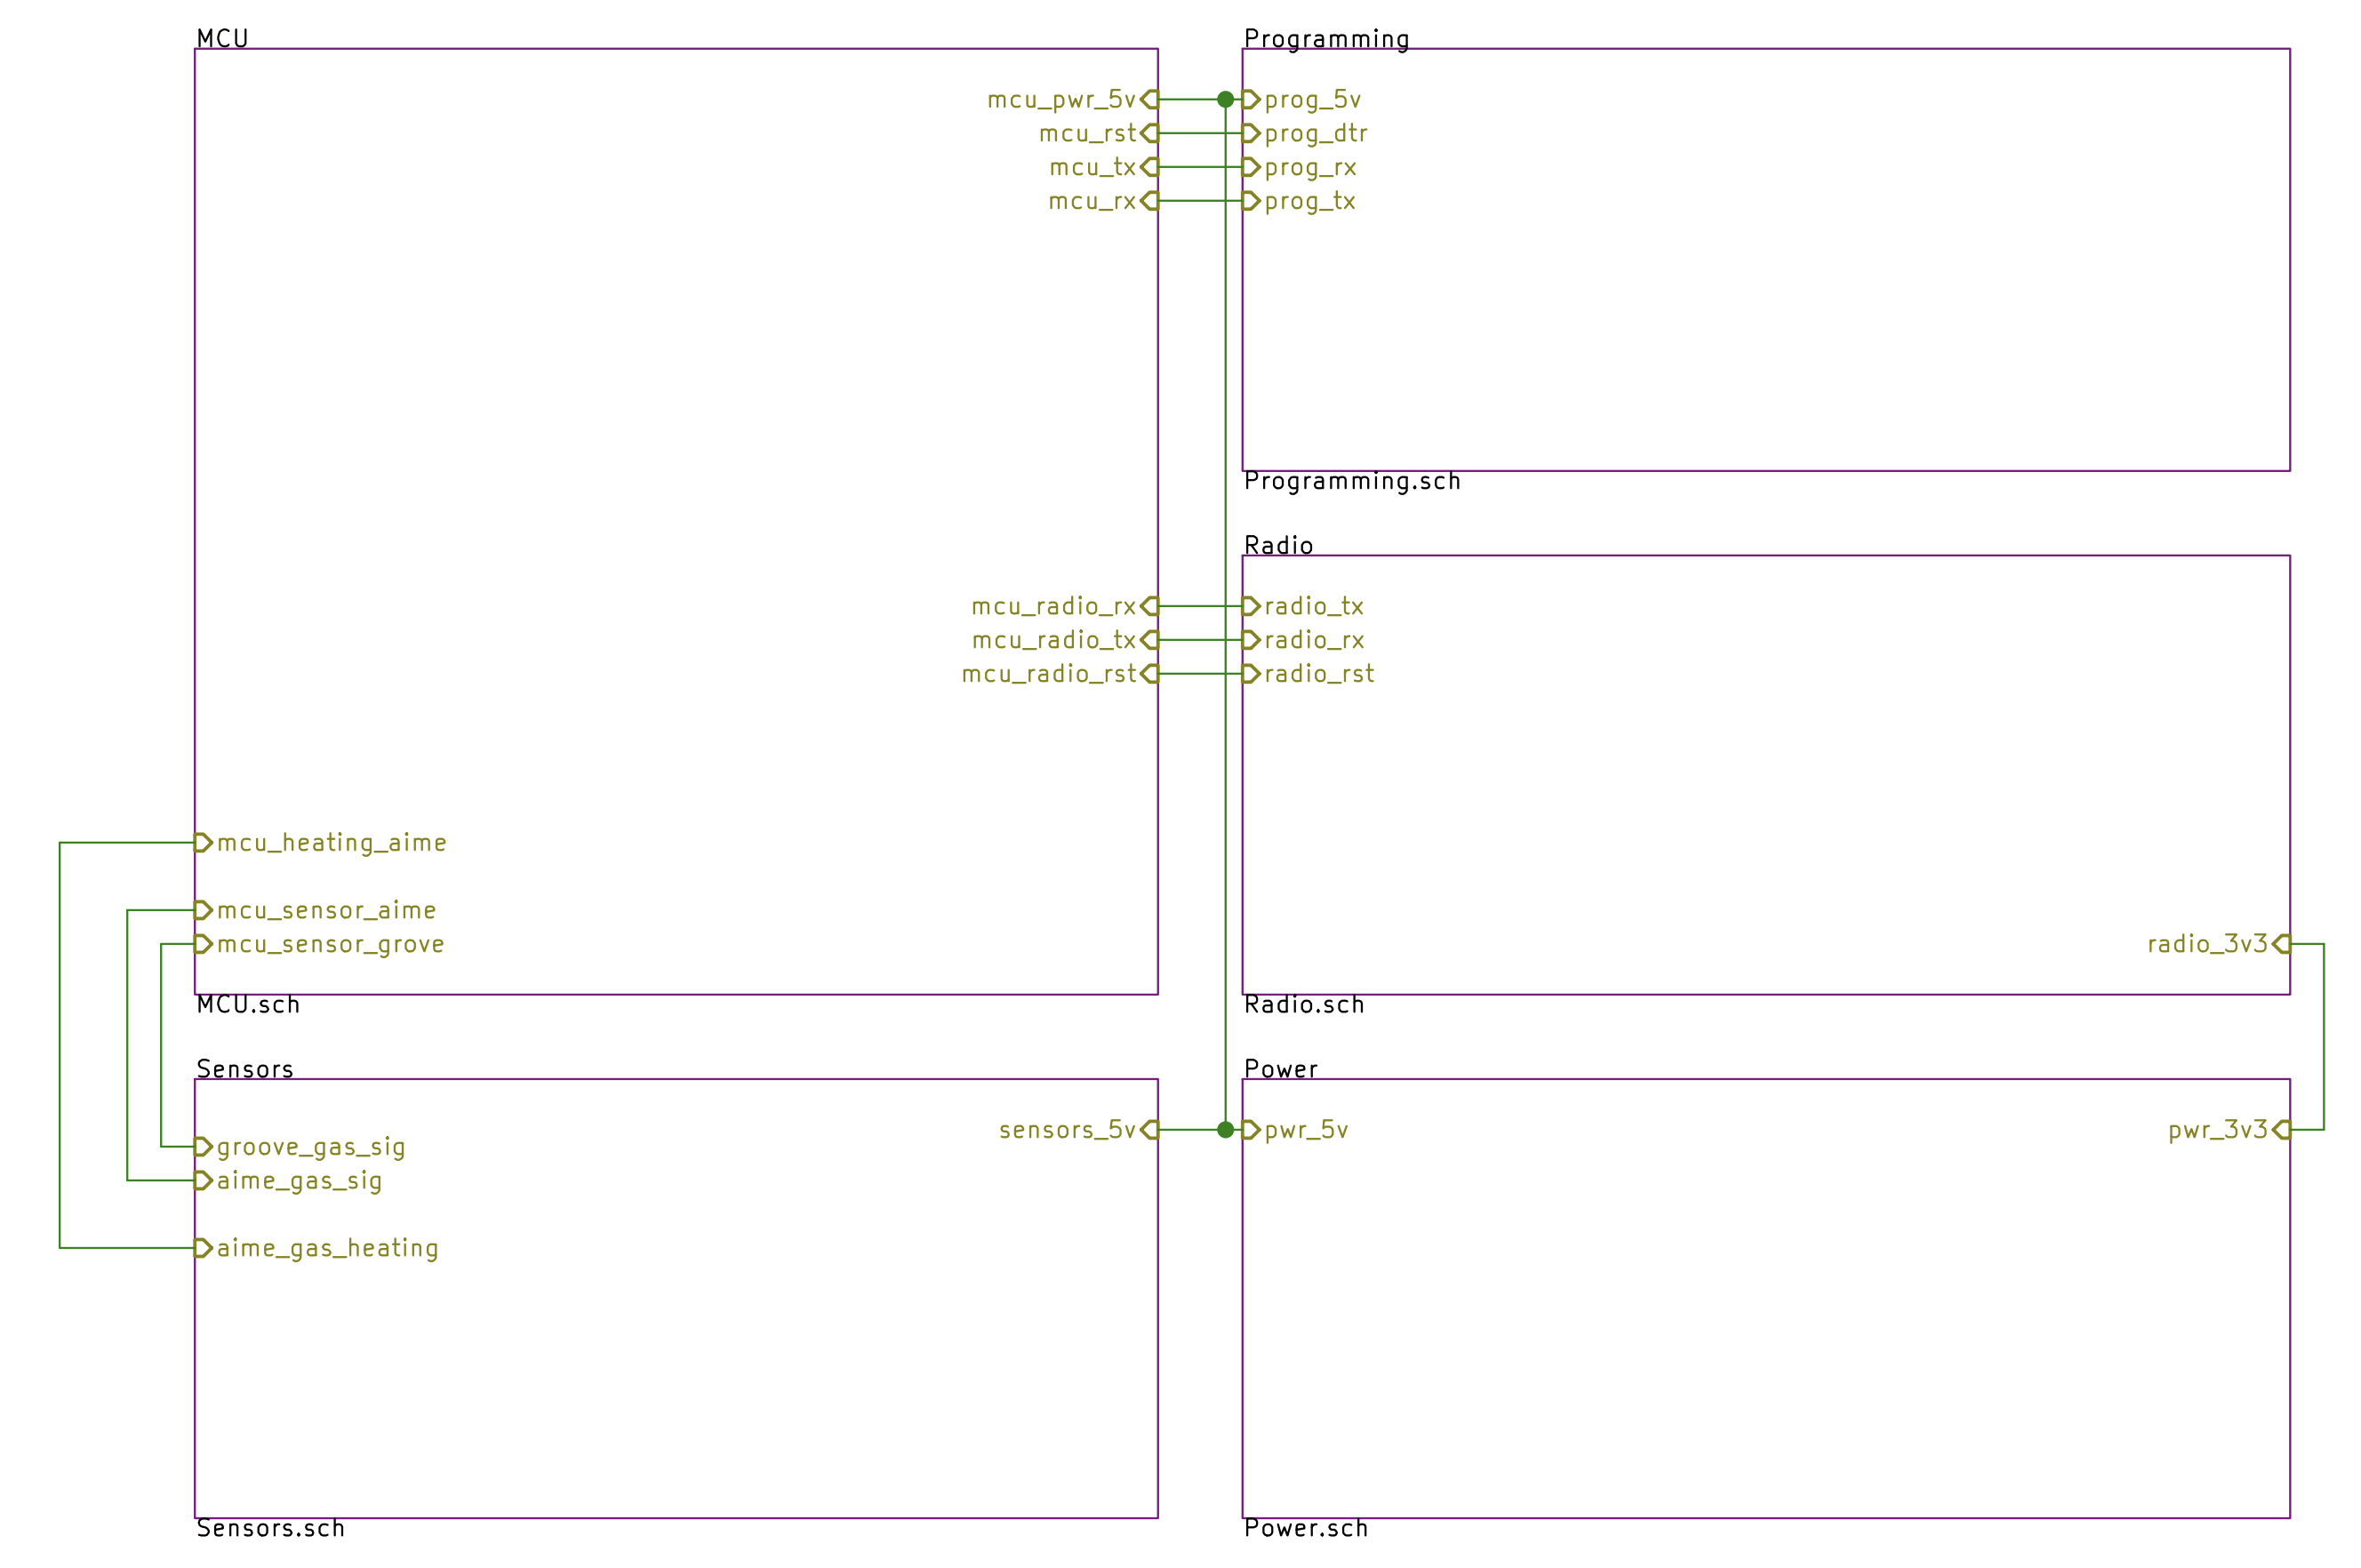 MCU
mcu_pwr_5v
mcu_rst
mcu_tx
mcu_rx
mcu_radio_rx
mcu_radio_tx
mcu_radio_rst
mcu_heating_aime
mcu_sensor_aime
mcu_sensor_grove
MCU.sch
Programming
prog_5v
prog_dtr
prog_rx
prog_tx
Programming.sch
Radio
radio_tx
radio_rx
radio_rst
radio_3v3
Radio.sch
Sensors
sensors_5v
groove_gas_sig
aime_gas_sig
aime_gas_heating
Sensors.sch
Power
pwr_5v
pwr_3v3
Power.sch